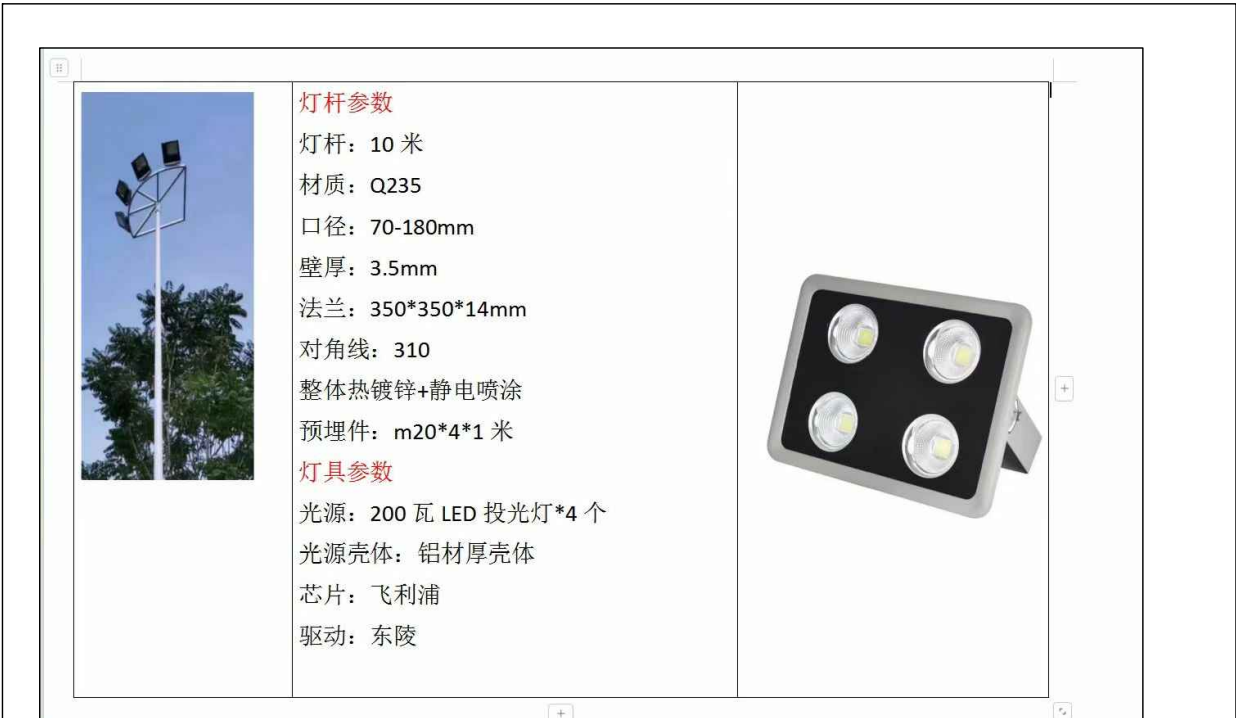 灯杆参数
灯杆：10 米
材质：Q235
口径：70-180mm
壁厚：3.5mm
法兰：350*350*14mm
对角线：310
整体热镀锌+静电喷涂
预埋件：m20*4*1 米
灯具参数
光源：200 瓦 LED 投光灯*4 个
光源壳体：铝材厚壳体
芯片：飞利浦
驱动：东陵